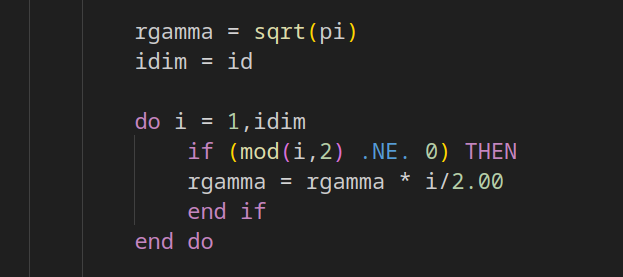 rgamma = sqrt(pi)
idim = id
do i = 1,idim
if (mod(i,2) .NE. 0) THEN
rgamma = rgamma * i/2.00
end if
end do